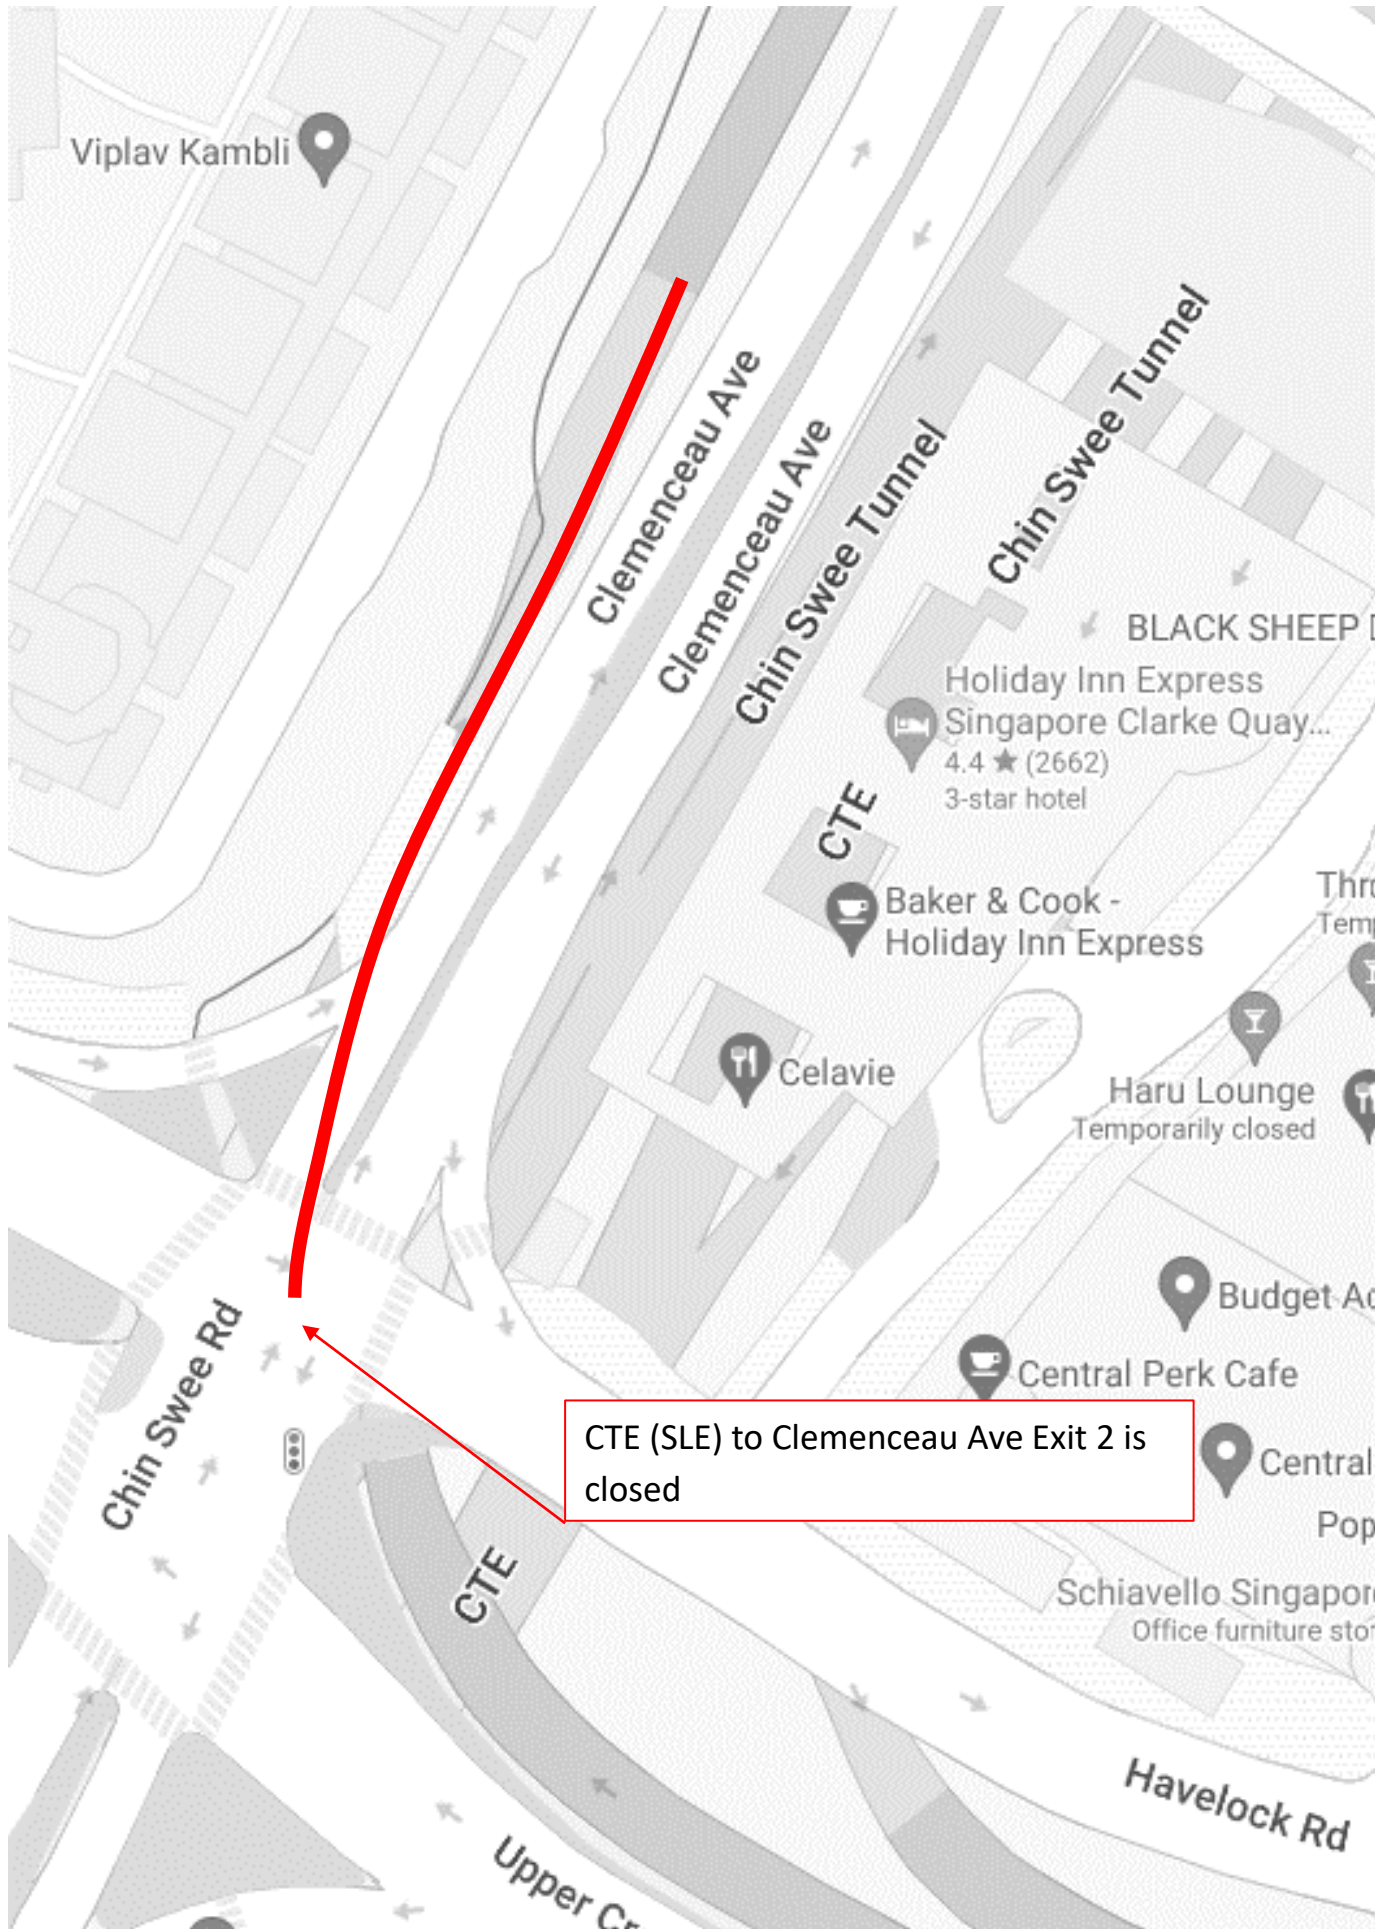 Viplav Kambli
Clemenceau Ave
Clemenceau Ave
Chin Swee Tunnel
Chin Swee Tunnel
BLACK SHEEP
Holiday Inn Express
Singapore Clarke Quay...
4.4 ★ (2662)
3-star hotel
CTE
Baker & Cook -
Holiday Inn Express
Celavie
Haru Lounge
Temporarily closed
Budget
Central Perk Cafe
CTE (SLE) to Clemenceau Ave Exit 2 is
closed
Central
Pop
Chin Swee Rd
CTE
Schiavello
Office furniture
Havelock Rd
Upper